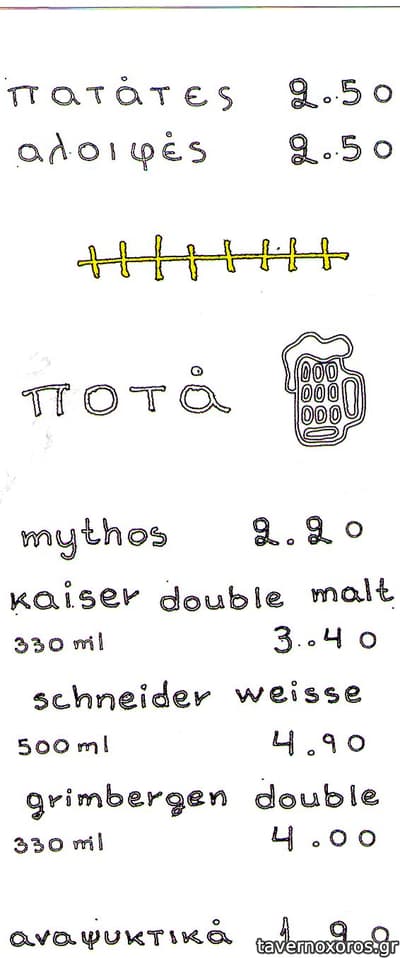 πατάτες 2.50
αλοιφές 2.50
ποτά
mythos 2.20
kaiser double malt
330 ml 3.40
schneider weisse
500 ml 4.90
grimbergen double
330 ml 4.00
αναψυκτικά 1.90
tavernoxoros.gr